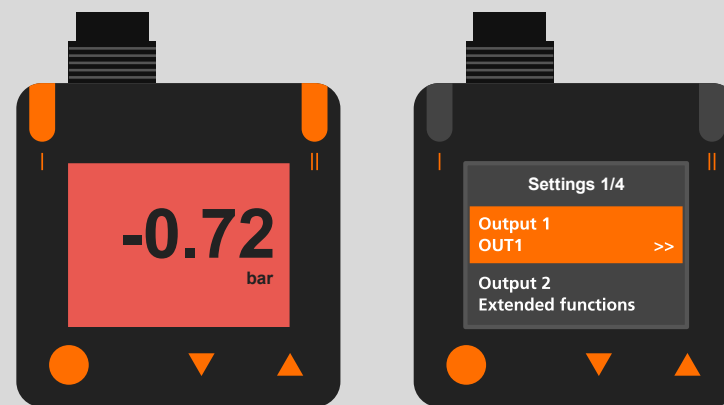 I
II
-0.72
bar
I
II
Settings 1/4
Output 1
OUT1 >>
Output 2
Extended functions